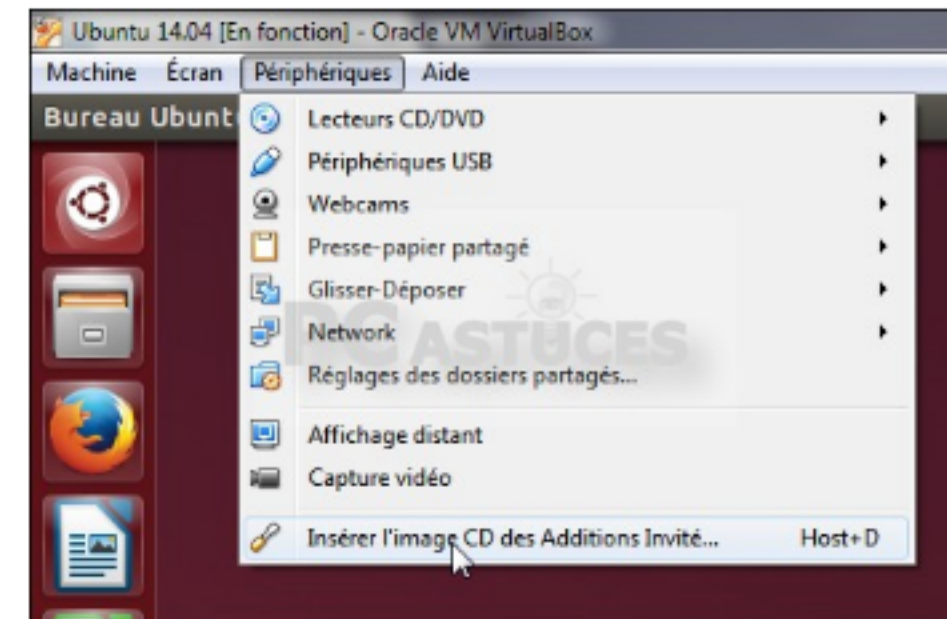 Ubuntu 14.04 [En fonction] - Oracle VM VirtualBox
Machine Écran Périphériques Aide
Bureau Ubunt
Lecteurs CD/DVD
Périphériques USB
Webcams
Presse-papier partagé
Glisser-Déposer
Network
PC ASTUCES
Réglages des dossiers partagés...
Affichage distant
Capture vidéo
Insérer l'image CD des Additions Invité... Host+D